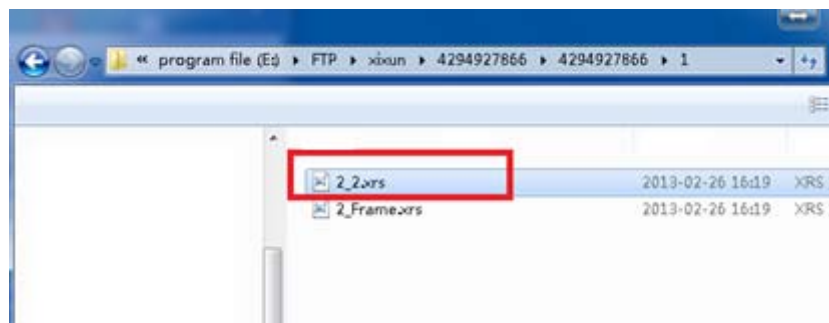 « program file (E:) ▸ FTP ▸ xixun ▸ 4294927866 ▸ 4294927866 ▸ 1
2_2.xrs 2013-02-26 16:19 XRS
2_Frame.xrs 2013-02-26 16:19 XRS